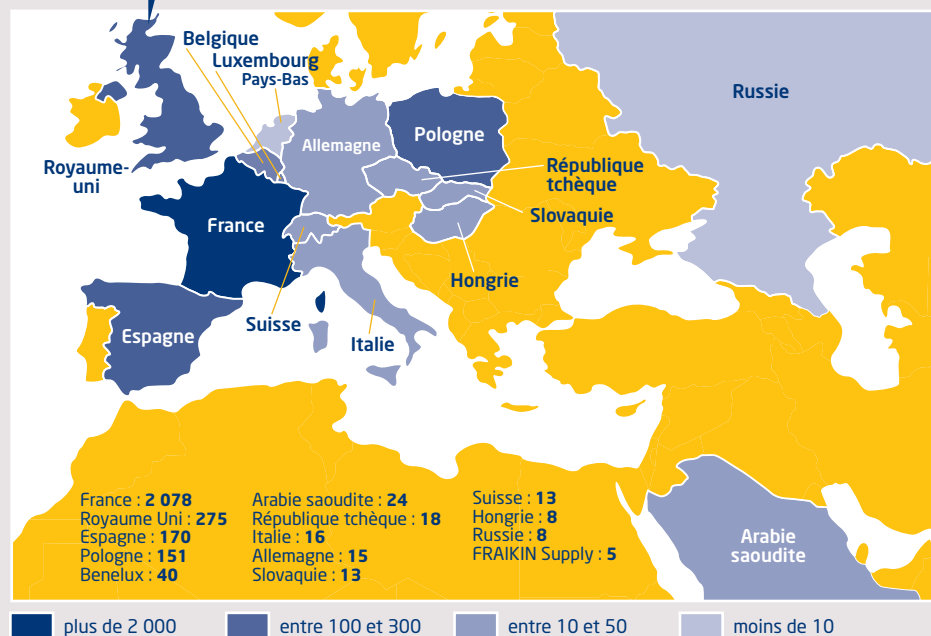 Belgique
Luxembourg
Pays-Bas
Russie
Allemagne
Pologne
Royaume-
uni
République
tchèque
Slovaquie
France
Hongrie
Suisse
Espagne
Italie
Arabie
saoudite
France : 2 078
Royaume Uni : 275
Espagne : 170
Pologne : 151
Benelux : 40
Arabie saoudite : 24
République tchèque : 18
Italie : 16
Allemagne : 15
Slovaquie : 13
Suisse : 13
Hongrie : 8
Russie : 8
FRAIKIN Supply : 5
plus de 2 000
entre 100 et 300
entre 10 et 50
moins de 10